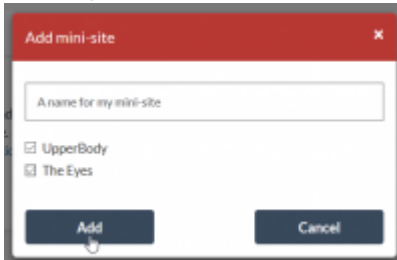 Add mini-site ×
A name for my mini-site
UpperBody
The Eyes
Add
Cancel